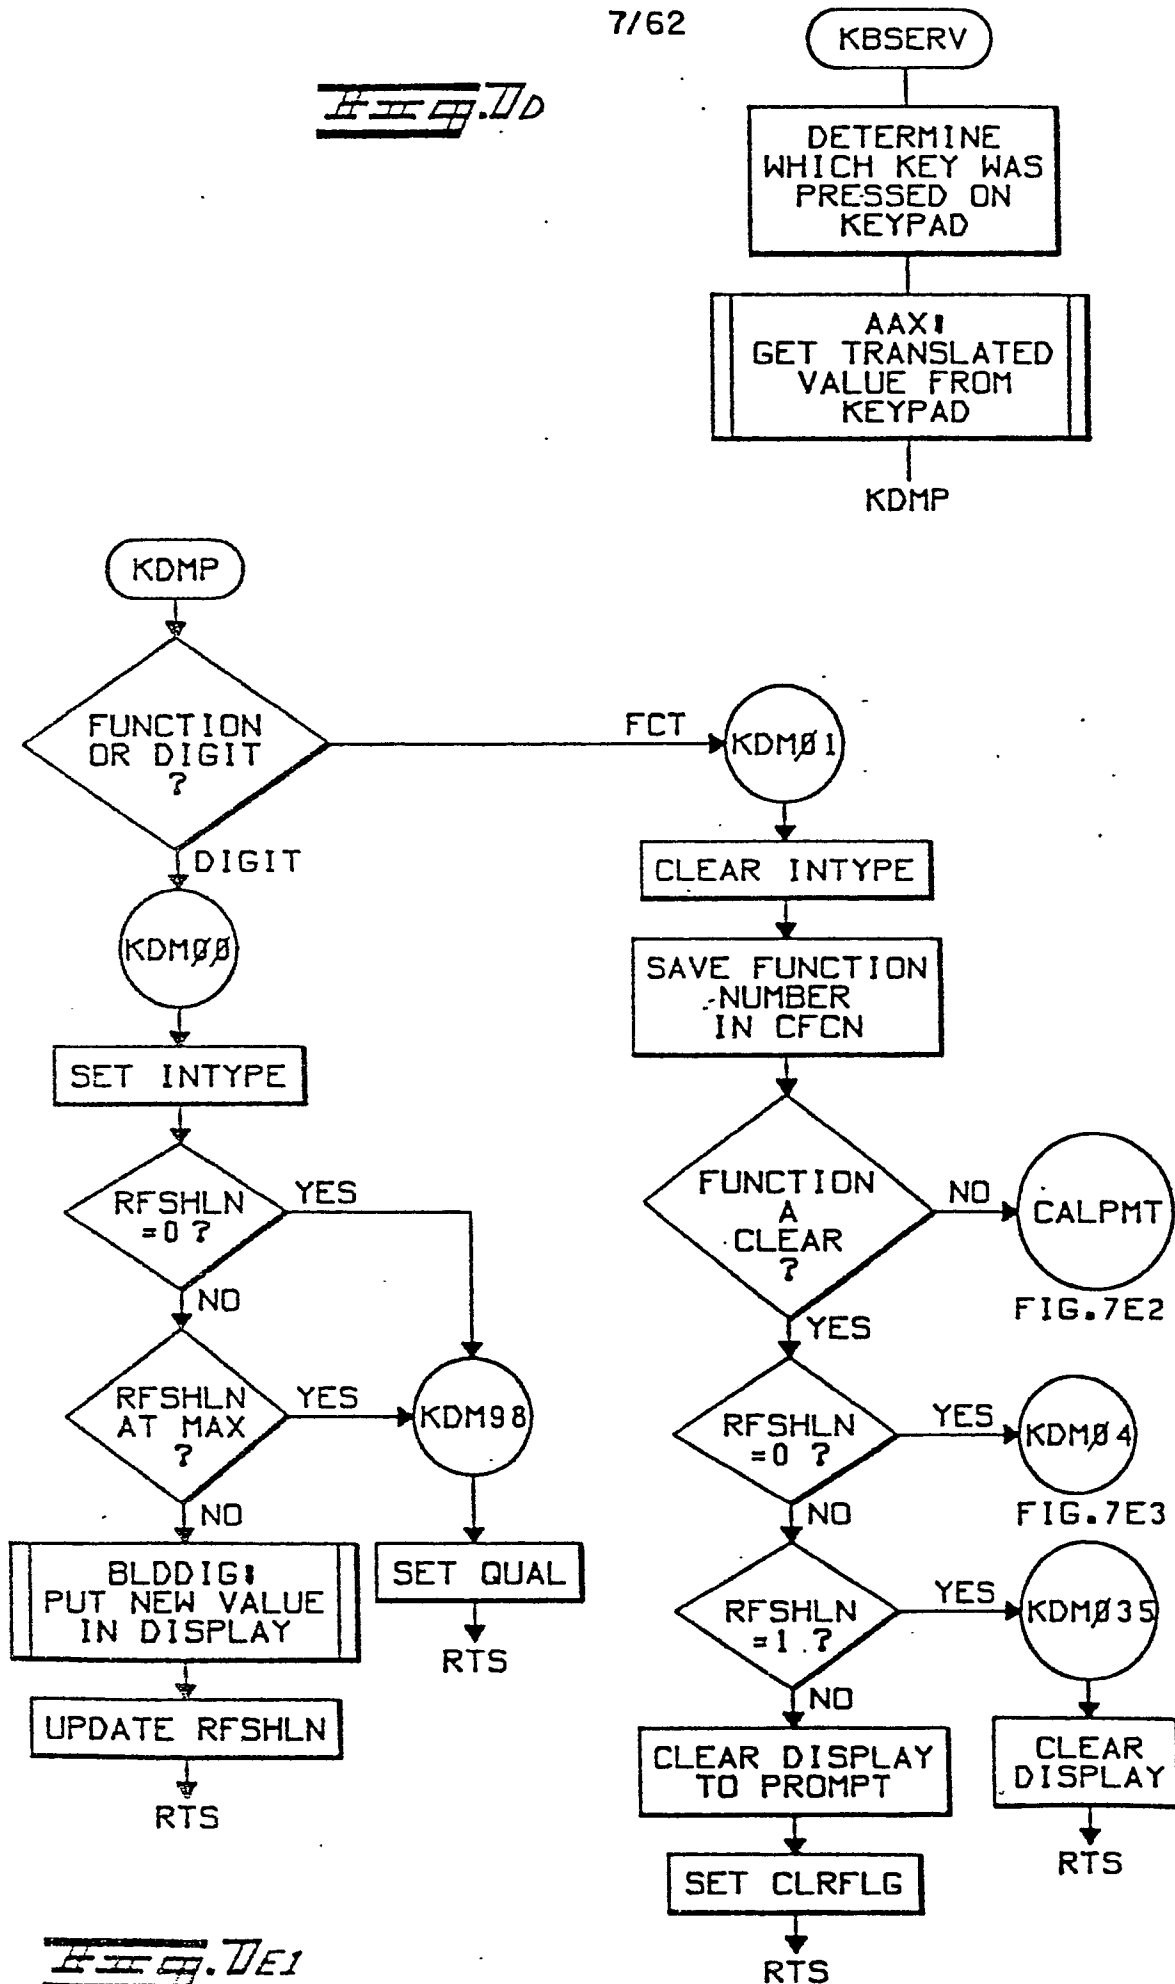 7/62
Fig. 7D
KBSERV
DETERMINE
WHICH KEY WAS
PRESSED ON
KEYPAD
AAX:
GET TRANSLATED
VALUE FROM
KEYPAD
KDMP
KDMP
FUNCTION
OR DIGIT
?
FCT
DIGIT
KDM01
CLEAR INTYPE
SAVE FUNCTION
NUMBER
IN CFCN
KDM00
SET INTYPE
RFSHLN
=0 ?
YES
NO
RFSHLN
AT MAX
?
YES
NO
KDM98
SET QUAL
RTS
BLDDIG:
PUT NEW VALUE
IN DISPLAY
UPDATE RFSHLN
RTS
FUNCTION
A
CLEAR
?
NO
CALPMT
FIG.7E2
YES
RFSHLN
=0 ?
YES
KDM04
FIG.7E3
NO
RFSHLN
=1 ?
YES
KDM035
CLEAR
DISPLAY
RTS
NO
CLEAR DISPLAY
TO PROMPT
SET CLRFLG
RTS
Fig. 7E1